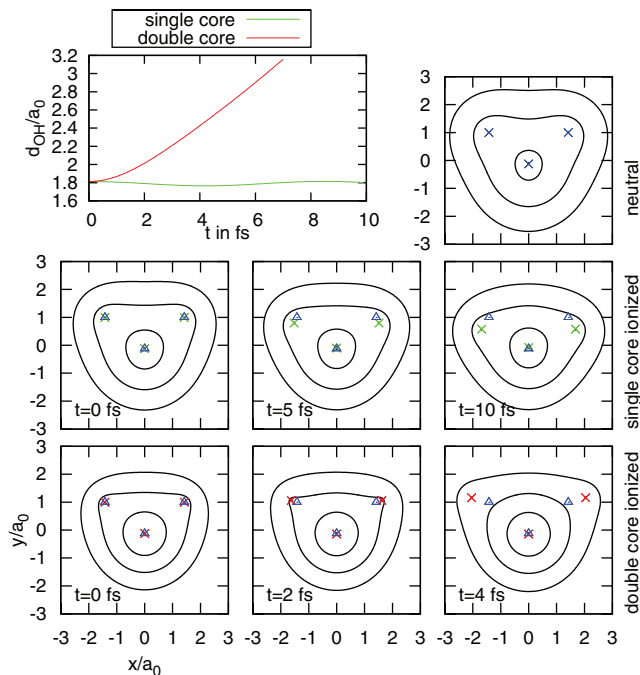 single core
double core
3.2
3
2.8
2.6
2.4
2.2
2
1.8
1.6
d_OH/a_0
0 2 4 6 8 10
t in fs
3
2
1
0
-1
-2
-3
neutral
3
2
1
0
-1
-2
-3
t=0 fs
t=5 fs
t=10 fs
single core ionized
3
2
1
0
-1
-2
-3
y/a_0
t=0 fs
t=2 fs
t=4 fs
double core ionized
-3 -2 -1 0 1 2 3
-3 -2 -1 0 1 2 3
-3 -2 -1 0 1 2 3
x/a_0